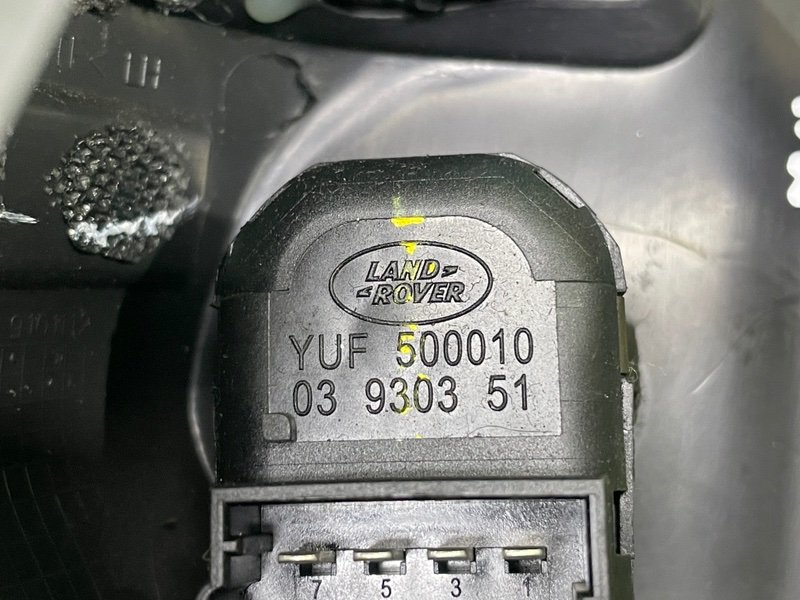 LAND
ROVER
YUF 500010
03 9303 51
7 5 3 1